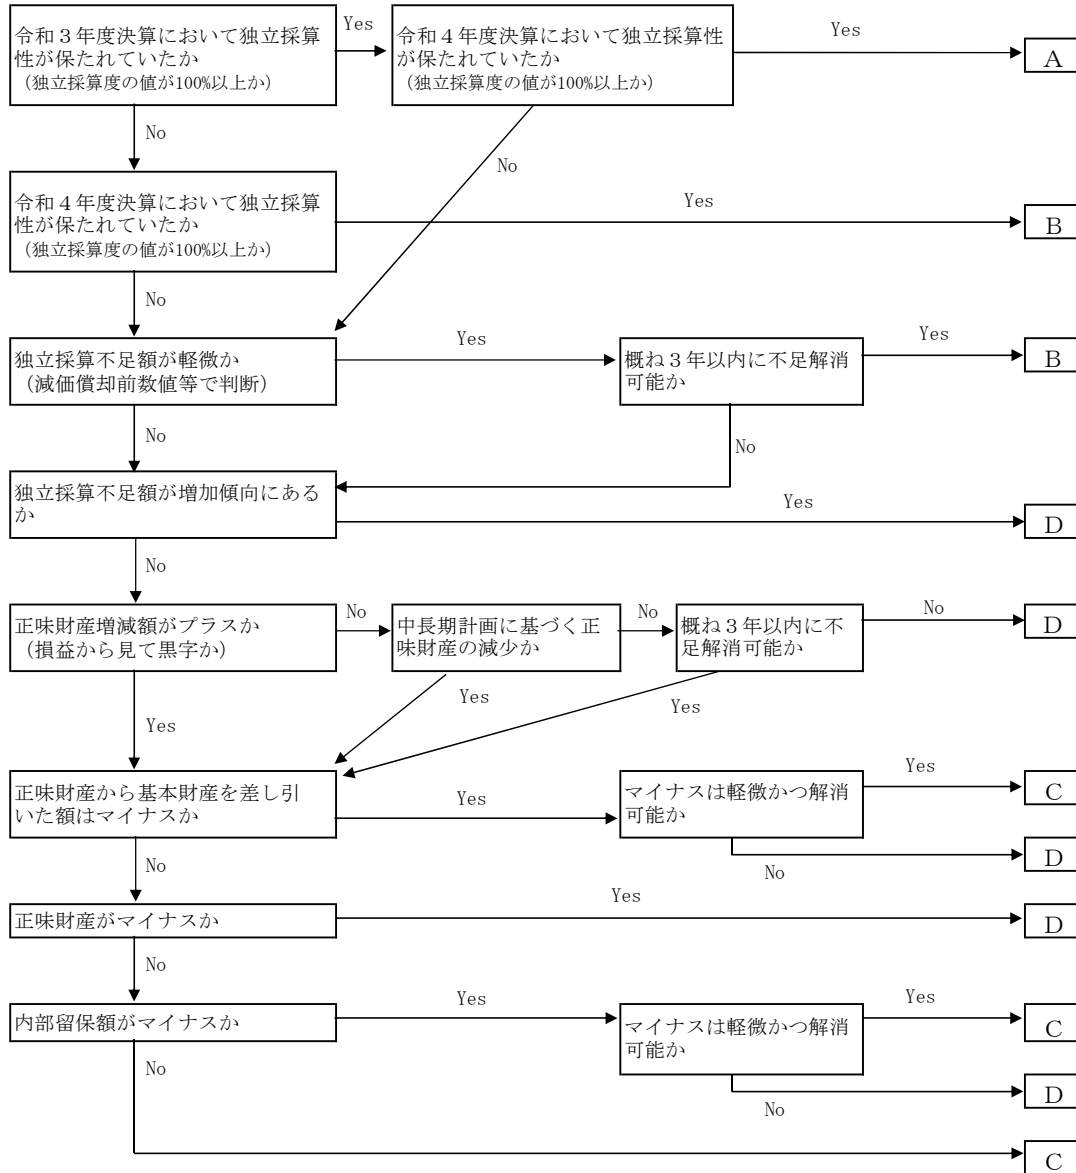 令和３年度決算において独立採算
性が保たれていたか
（独立採算度の値が100%以上か）
Yes
令和４年度決算において独立採算性
が保たれていたか
（独立採算度の値が100%以上か）
Yes
A
No
No
令和４年度決算において独立採算
性が保たれていたか
（独立採算度の値が100%以上か）
Yes
B
No
独立採算不足額が軽微か
（減価償却前数値等で判断）
Yes
概ね３年以内に不足解消
可能か
Yes
B
No
No
独立採算不足額が増加傾向にある
か
Yes
D
No
正味財産増減額がプラスか
（損益から見て黒字か）
No
中長期計画に基づく正
味財産の減少か
No
概ね３年以内に不
足解消可能か
No
D
Yes
Yes
Yes
正味財産から基本財産を差し引
いた額はマイナスか
Yes
マイナスは軽微かつ解消
可能か
Yes
C
No
D
No
正味財産がマイナスか
Yes
D
No
内部留保額がマイナスか
Yes
マイナスは軽微かつ解消
可能か
Yes
C
No
D
No
C